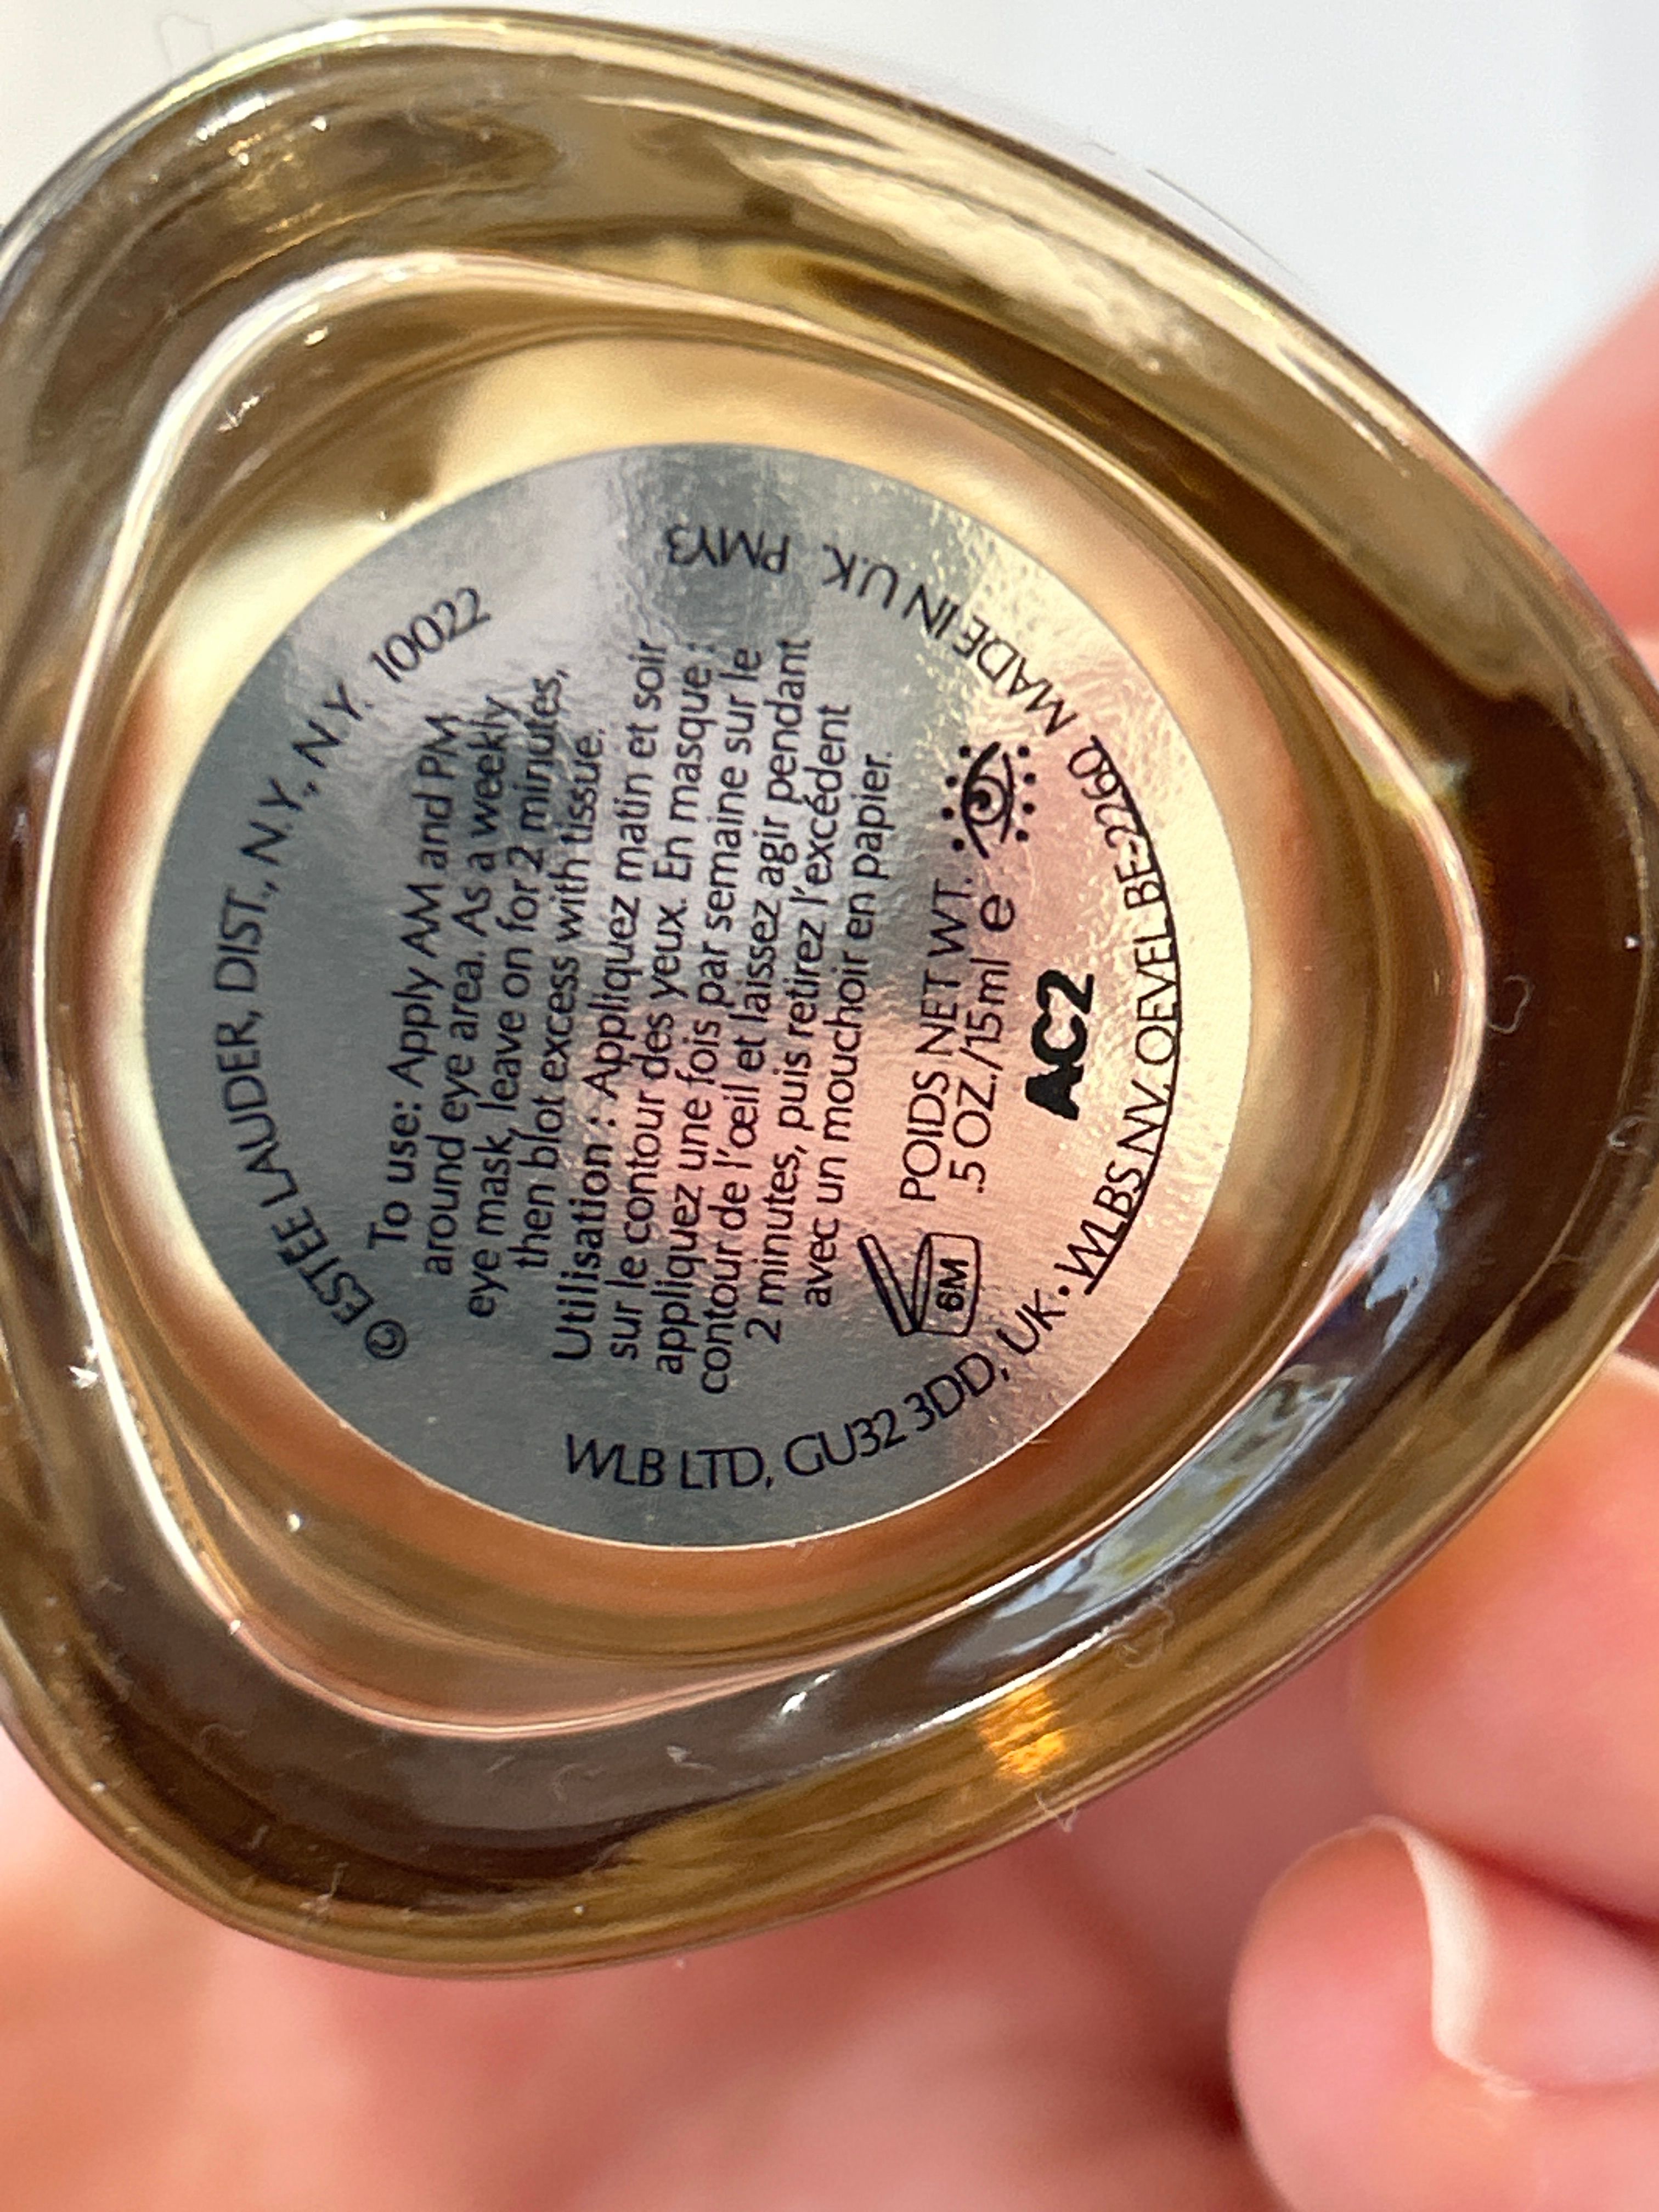 © ESTEE LAUDER, DIST., N.Y., N.Y. 10022
To use: Apply AM and PM
around eye area. As a weekly
eye mask, leave on for 2 minutes,
then blot excess with tissue.
Utilisation : Appliquez matin et soir
sur le contour des yeux. En masque :
appliquez une fois par semaine sur le
contour de l'œil et laissez agir pendant
2 minutes, puis retirez l'excédent
avec un mouchoir en papier.
6M
POIDS NET WT.
.5 OZ./15ml e
AC2
WLB LTD, GU32 3DD, UK • WLBS NV, OEVEL BE-2260. MADE IN U.K. PMY3